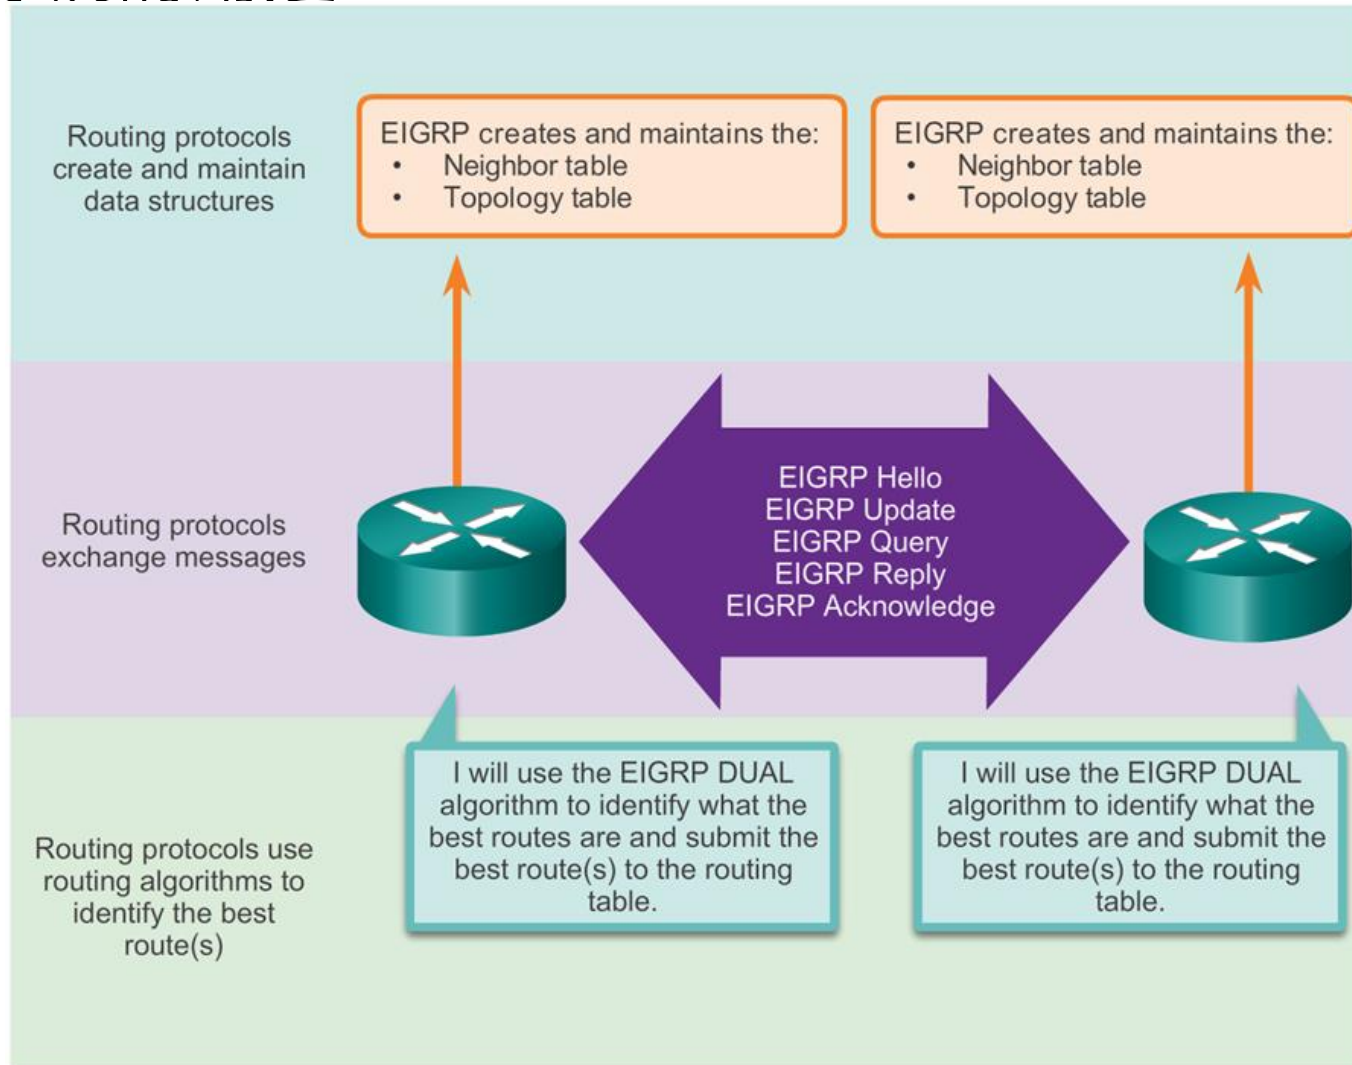 Routing protocols
create and maintain
data structures
EIGRP creates and maintains the:
• Neighbor table
• Topology table
EIGRP creates and maintains the:
• Neighbor table
• Topology table
Routing protocols
exchange messages
EIGRP Hello
EIGRP Update
EIGRP Query
EIGRP Reply
EIGRP Acknowledge
Routing protocols use
routing algorithms to
identify the best
route(s)
I will use the EIGRP DUAL
algorithm to identify what the
best routes are and submit the
best route(s) to the routing
table.
I will use the EIGRP DUAL
algorithm to identify what the
best routes are and submit the
best route(s) to the routing
table.